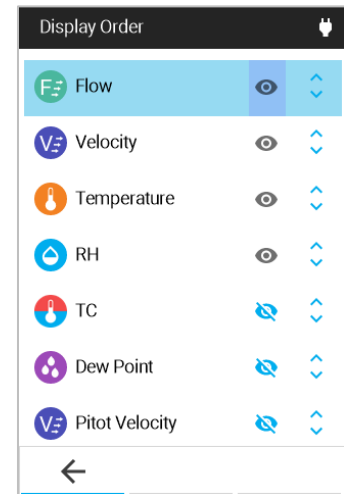 Display Order
F Flow
V Velocity
Temperature
RH
TC
Dew Point
V Pitot Velocity